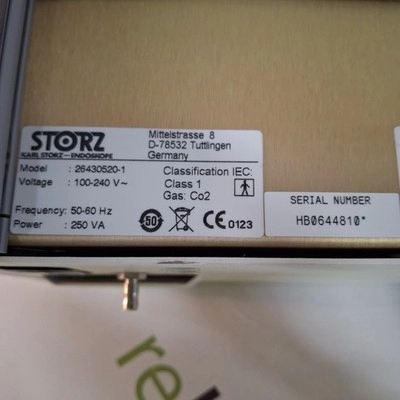 STORZ
KARL STORZ–ENDOSKOPE
Mittelstrasse 8
D-78532 Tuttlingen
Germany
Model : 26430520-1
Voltage : 100-240 V~
Frequency: 50-60 Hz
Power : 250 VA
Classification IEC:
Class 1
Gas: Co2
50
CE 0123
SERIAL NUMBER
HB0644810*
re